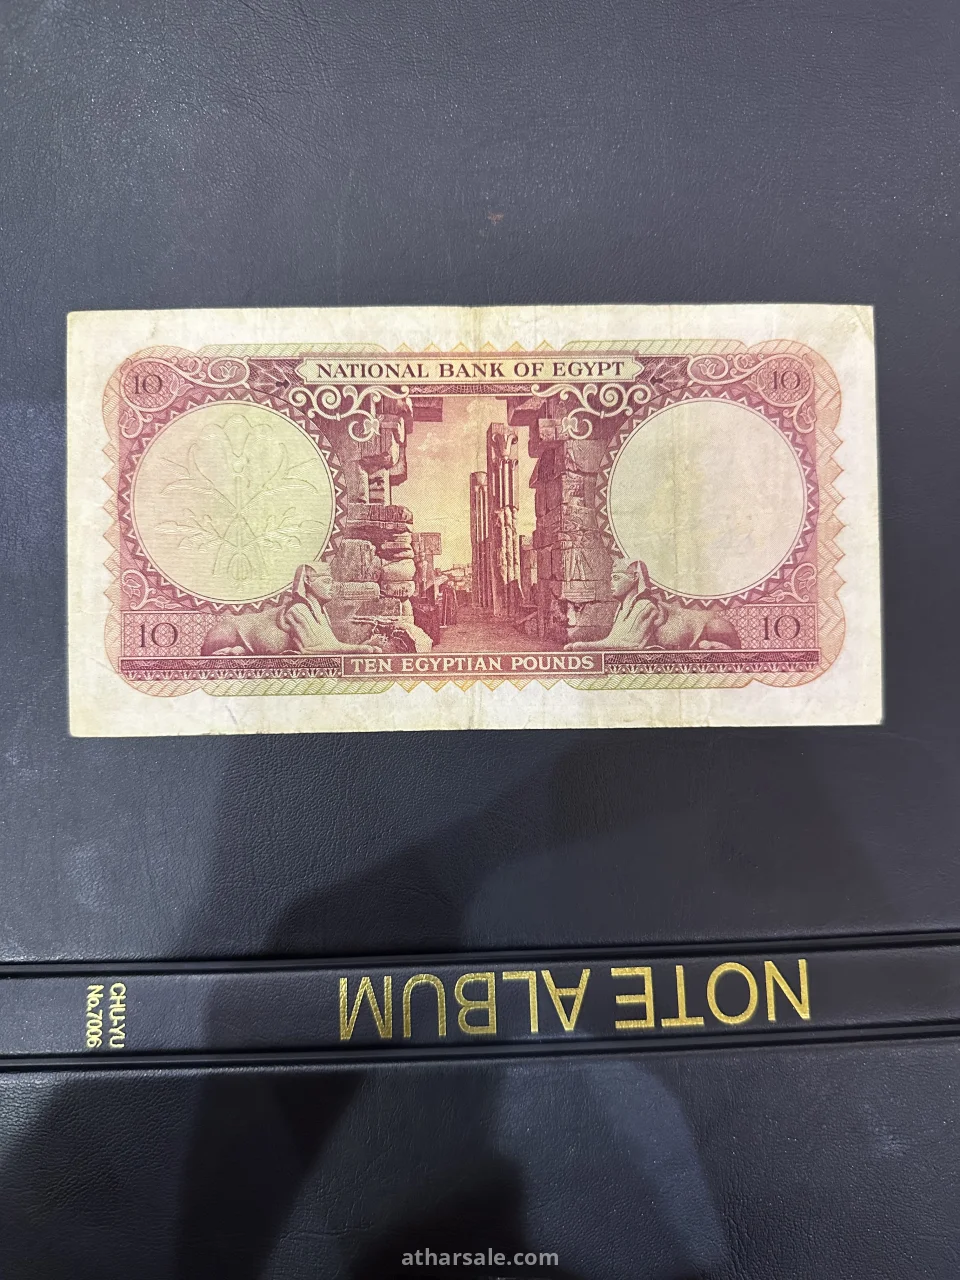 NATIONAL BANK OF EGYPT
10
10
10
10
TEN EGYPTIAN POUNDS
NOTE ALBUM
CHU-YU
No.7006
atharsale.com